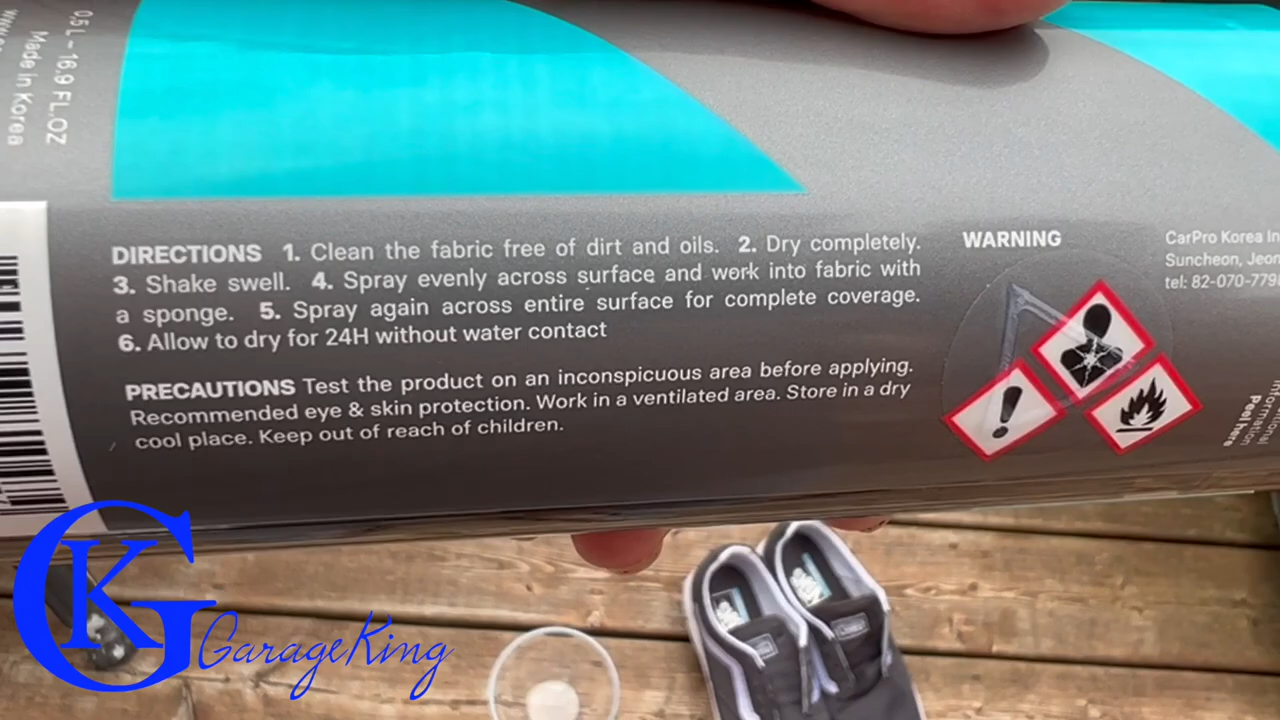 0,5 L ~ 16.9 FL.OZ
Made in Korea
DIRECTIONS 1. Clean the fabric free of dirt and oils. 2. Dry completely.
3. Shake swell. 4. Spray evenly across surface and work into fabric with
a sponge. 5. Spray again across entire surface for complete coverage.
6. Allow to dry for 24H without water contact
PRECAUTIONS Test the product on an inconspicuous area before applying.
Recommended eye & skin protection. Work in a ventilated area. Store in a dry
cool place. Keep out of reach of children.
WARNING
CarPro Korea In
Suncheon, Jeon
tel: 82-070-779
Peel here
GK
GarageKing